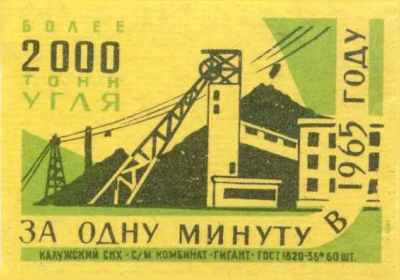 БОЛЕЕ
2000
ТОНН
УГЛЯ
ЗА ОДНУ МИНУТУ
В 1965 ГОДУ
КАЛУЖСКИЙ СНХ · С/М КОМБИНАТ · ГИГАНТ · ГОСТ 1820-56 * 60 ШТ.